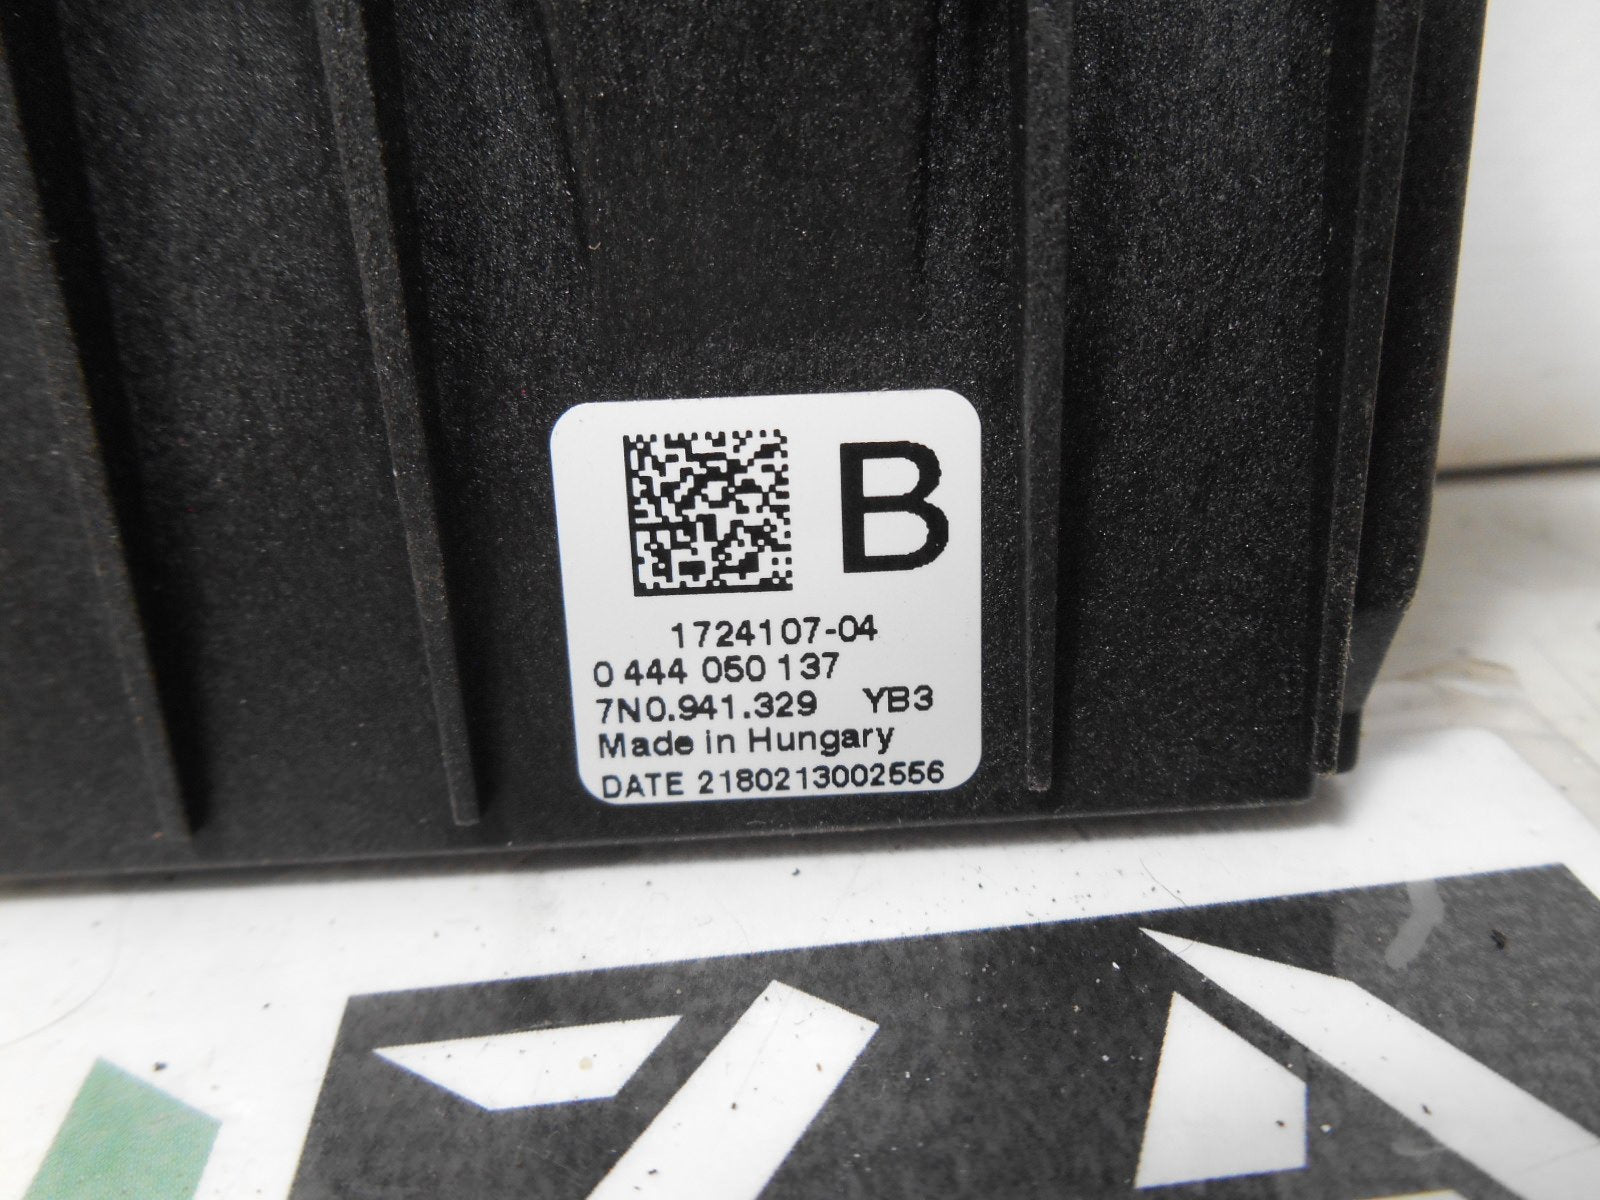 B
1724107-04
0 444 050 137
7N0.941.329 YB3
Made in Hungary
DATE 2180213002556